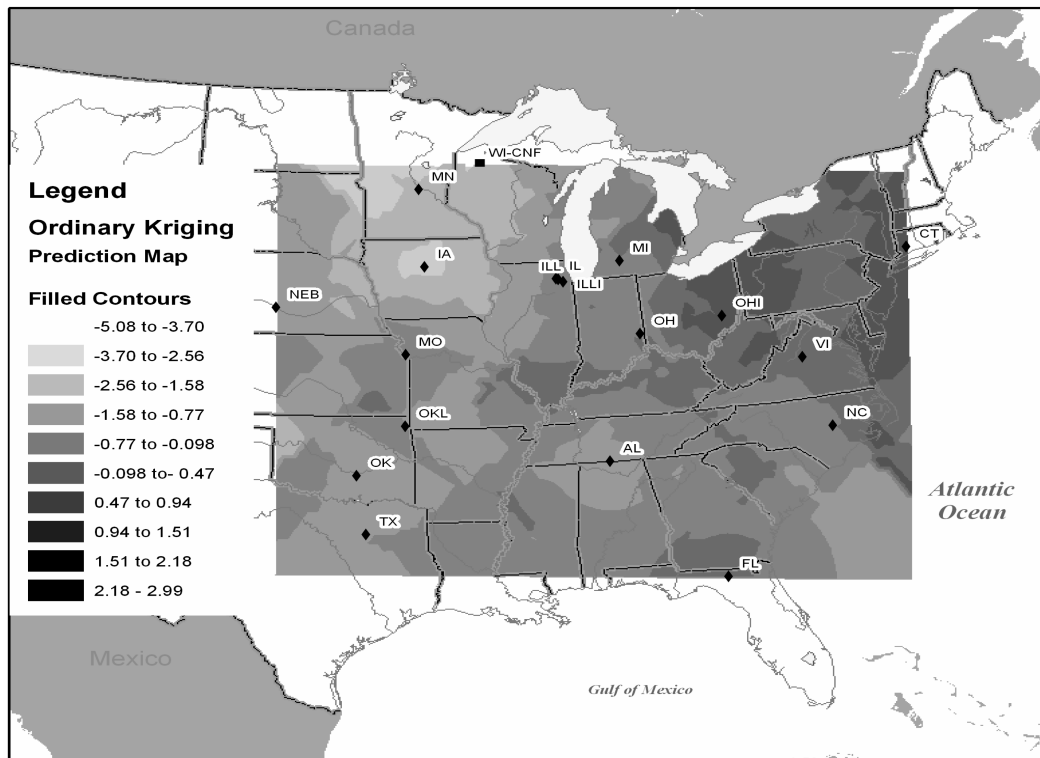 Canada
WI-CNF
MN
IA
NEB
MO
OKL
OK
TX
ILL
IL
ILLI
MI
OH
OHI
VI
CT
NC
AL
FL
Legend
Ordinary Kriging
Prediction Map
Filled Contours
-5.08 to -3.70
-3.70 to -2.56
-2.56 to -1.58
-1.58 to -0.77
-0.77 to -0.098
-0.098 to- 0.47
0.47 to 0.94
0.94 to 1.51
1.51 to 2.18
2.18 - 2.99
Atlantic
Ocean
Mexico
Gulf of Mexico